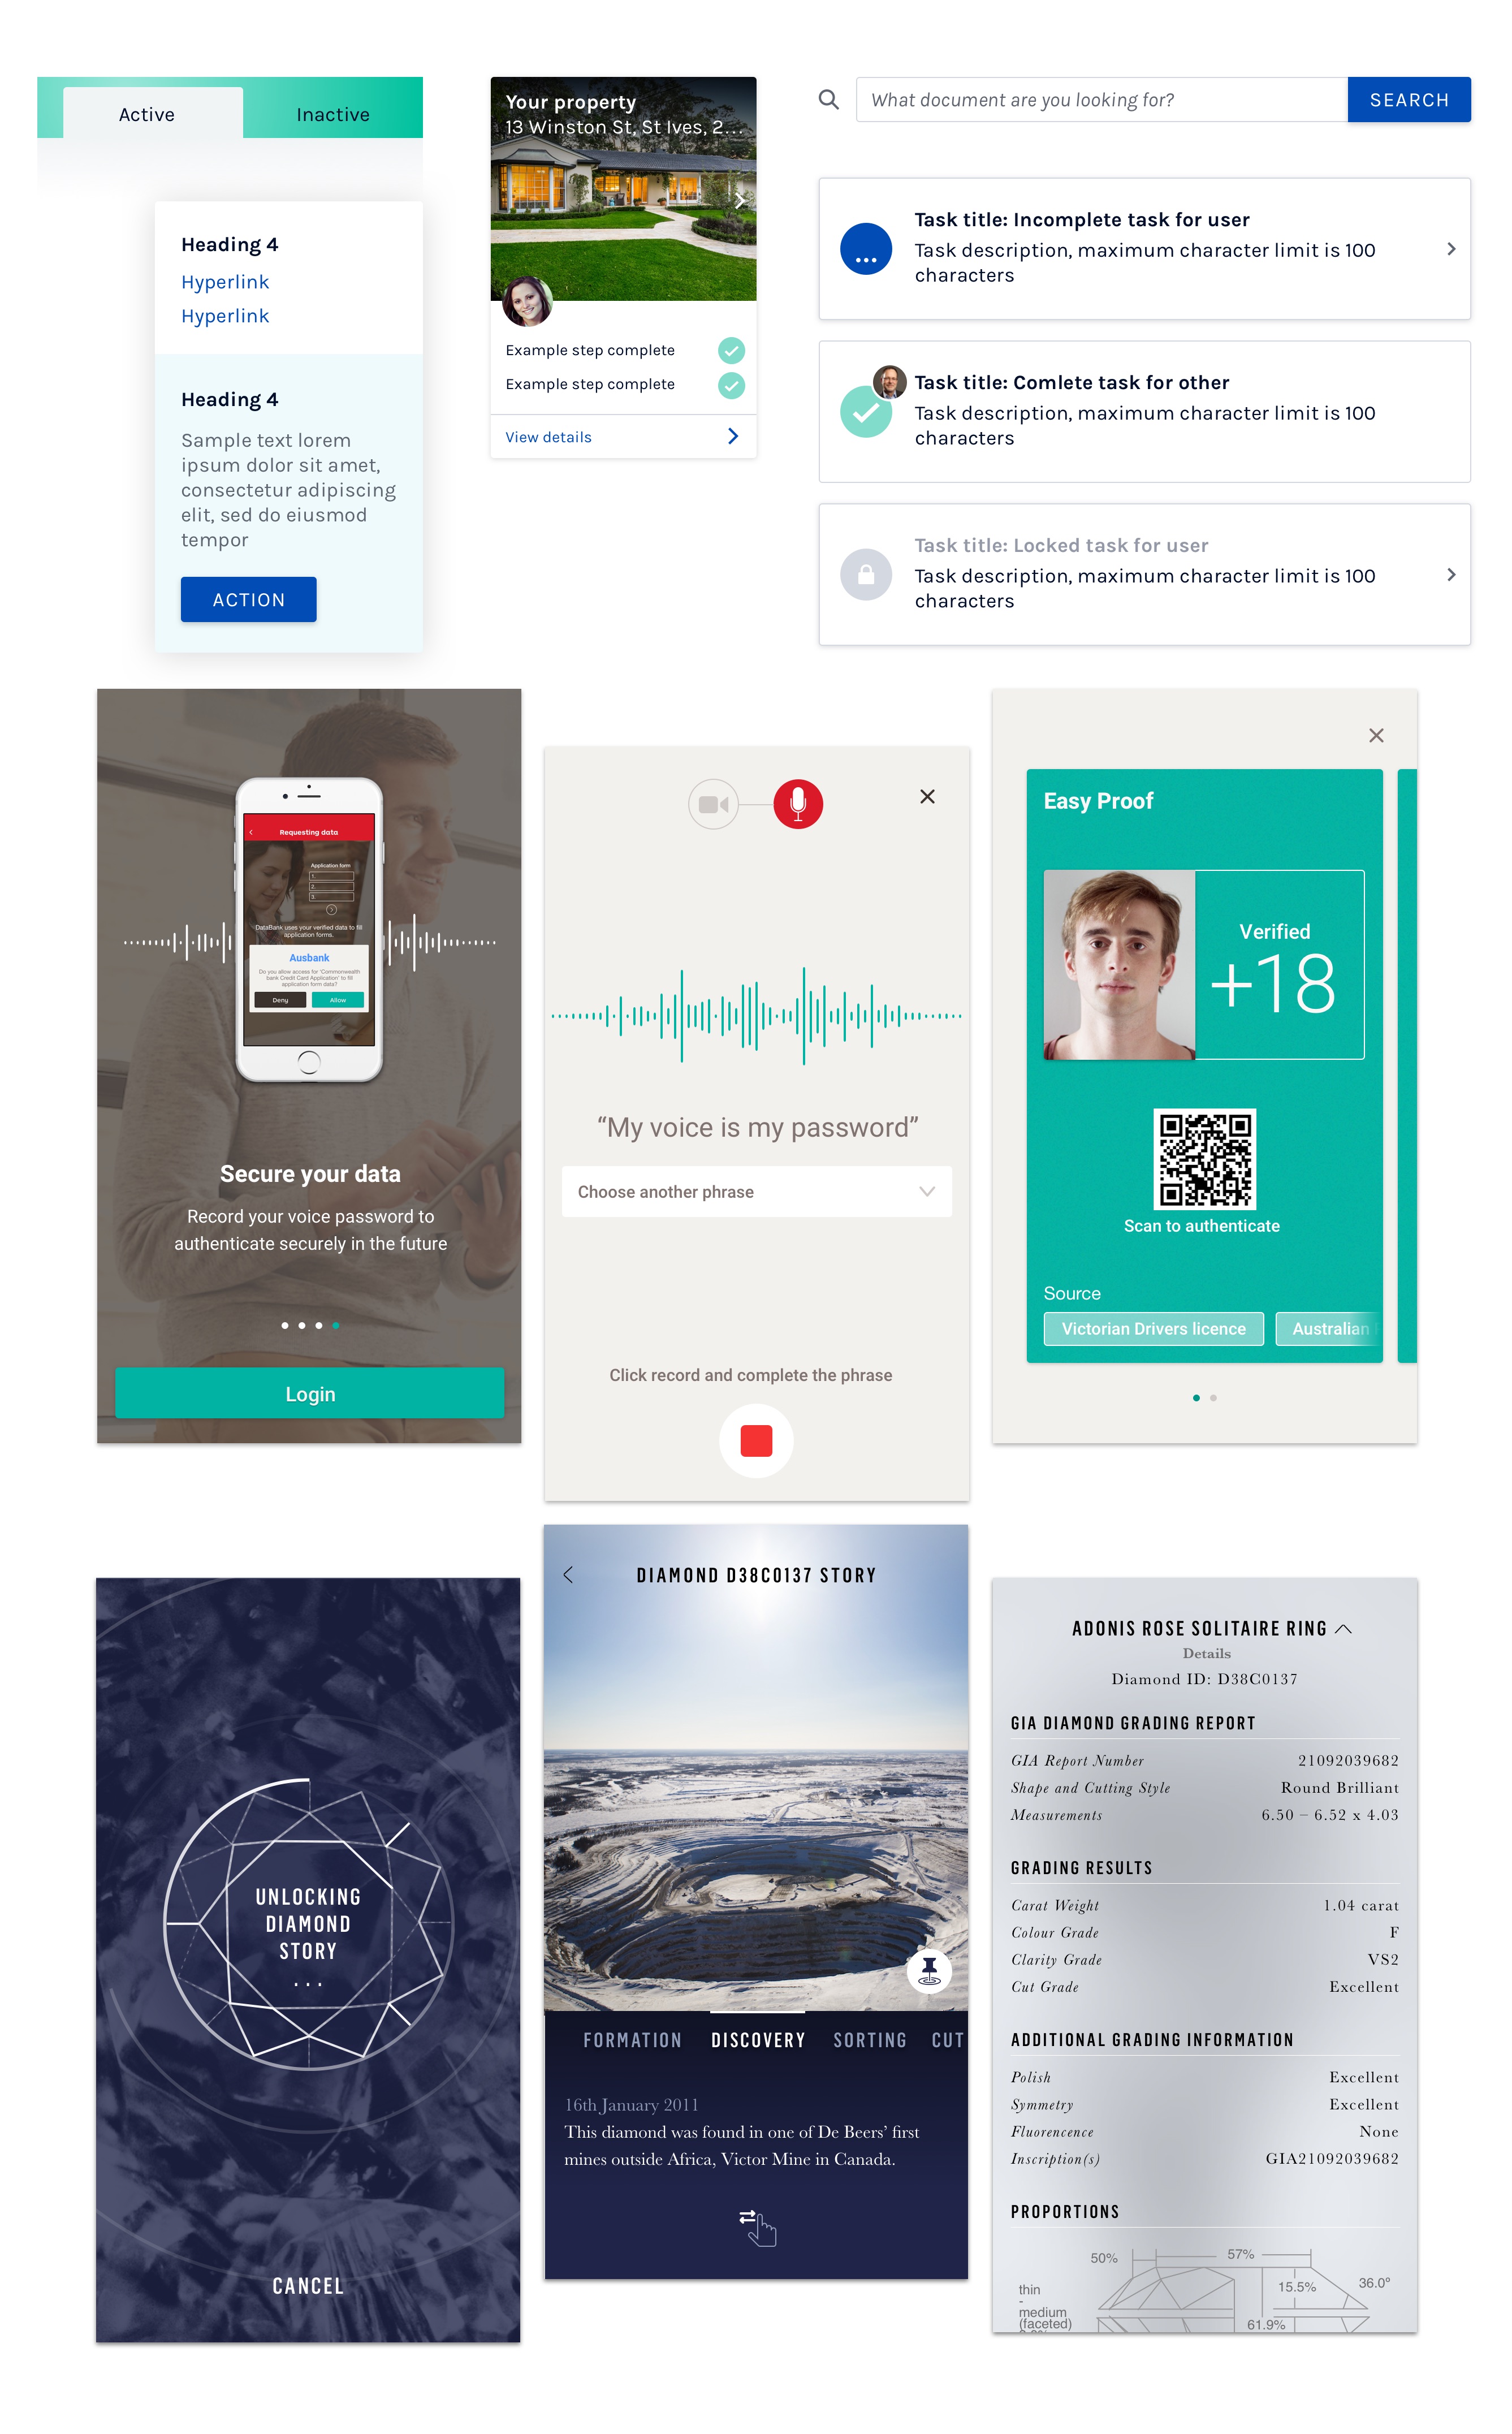 Active
Inactive
Heading 4
Hyperlink
Hyperlink
Heading 4
Sample text lorem
ipsum dolor sit amet,
consectetur adipiscing
elit, sed do eiusmod
tempor
ACTION
Your property
13 Winston St, St Ives, 2...
Example step complete
Example step complete
View details
What document are you looking for?
SEARCH
Task title: Incomplete task for user
Task description, maximum character limit is 100
characters
Task title: Comlete task for other
Task description, maximum character limit is 100
characters
Task title: Locked task for user
Task description, maximum character limit is 100
characters
Requesting data
Application form
1.
2.
3.
DataBank uses your verified data to fill
application forms.
Ausbank
Do you allow access for 'Commonwealth
bank Credit Card Application' to fill
application form data?
Deny
Allow
Secure your data
Record your voice password to
authenticate securely in the future
Login
“My voice is my password”
Choose another phrase
Click record and complete the phrase
Easy Proof
Verified
+18
Scan to authenticate
Source
Victorian Drivers licence
Australian
UNLOCKING
DIAMOND
STORY
...
CANCEL
DIAMOND D38C0137 STORY
FORMATION
DISCOVERY
SORTING
CUT
16th January 2011
This diamond was found in one of De Beers’ first
mines outside Africa, Victor Mine in Canada.
ADONIS ROSE SOLITAIRE RING
Details
Diamond ID: D38C0137
GIA DIAMOND GRADING REPORT
GIA Report Number 21092039682
Shape and Cutting Style Round Brilliant
Measurements 6.50 – 6.52 x 4.03
GRADING RESULTS
Carat Weight 1.04 carat
Colour Grade F
Clarity Grade VS2
Cut Grade Excellent
ADDITIONAL GRADING INFORMATION
Polish Excellent
Symmetry Excellent
Fluorencence None
Inscription(s) GIA21092039682
PROPORTIONS
50%
57%
15.5%
36.0°
thin
-
medium
(faceted)
61.9%